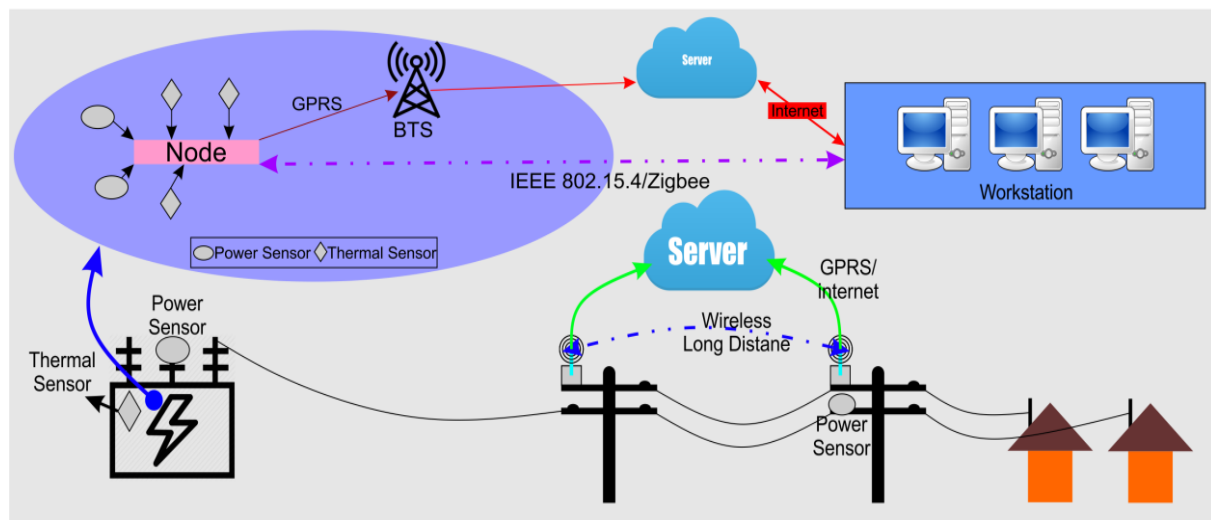 Server
GPRS
BTS
Internet
Node
IEEE 802.15.4/Zigbee
Workstation
Power Sensor
Thermal Sensor
Server
GPRS/
internet
Power
Sensor
Wireless
Long Distane
Thermal
Sensor
Power
Sensor